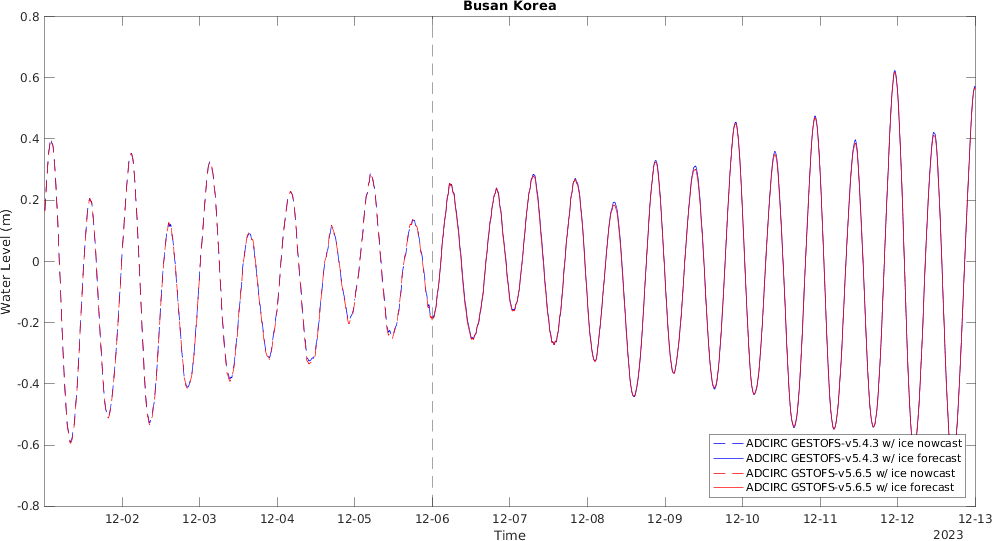 Busan Korea
0.8
0.6
0.4
0.2
0
-0.2
-0.4
-0.6
-0.8
Water Level (m)
12-02 12-03 12-04 12-05 12-06 12-07 12-08 12-09 12-10 12-11 12-12 12-13
Time
2023
ADCIRC GESTOFS-v5.4.3 w/ ice nowcast
ADCIRC GESTOFS-v5.4.3 w/ ice forecast
ADCIRC GSTOFS-v5.6.5 w/ ice nowcast
ADCIRC GSTOFS-v5.6.5 w/ ice forecast